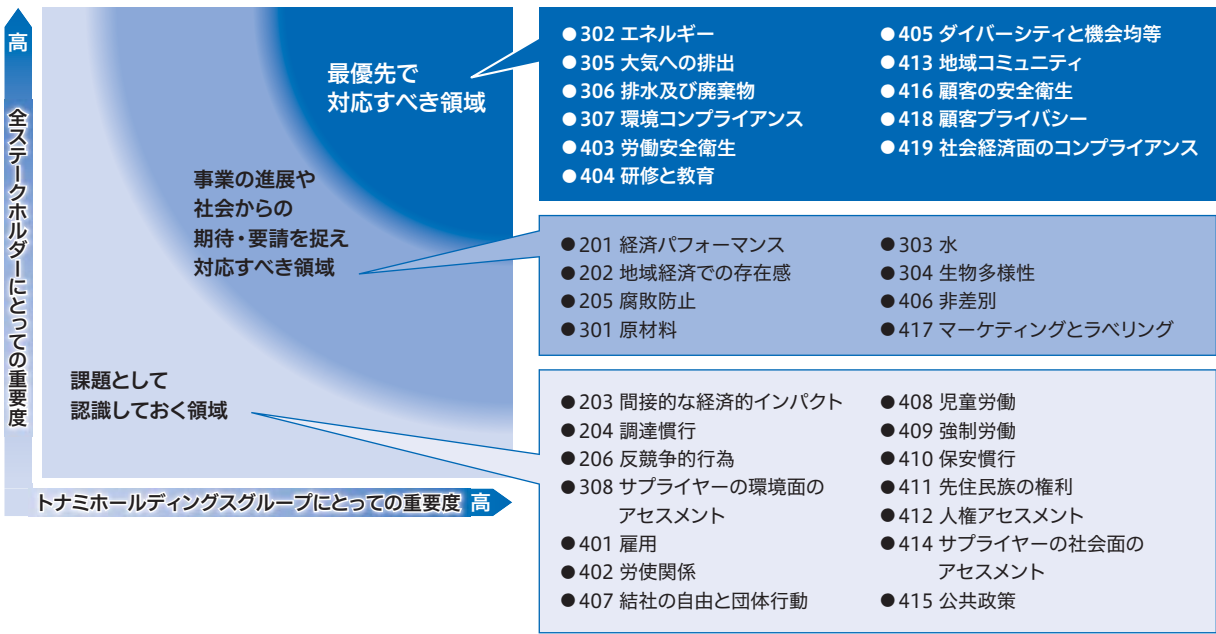 高
全ステークホルダーにとっての重要度
最優先で
対応すべき領域
事業の進展や
社会からの
期待・要請を捉え
対応すべき領域
課題として
認識しておく領域
トナミホールディングスグループにとっての重要度 高
●302 エネルギー
●305 大気への排出
●306 排水及び廃棄物
●307 環境コンプライアンス
●403 労働安全衛生
●404 研修と教育
●405 ダイバーシティと機会均等
●413 地域コミュニティ
●416 顧客の安全衛生
●418 顧客プライバシー
●419 社会経済面のコンプライアンス
●201 経済パフォーマンス
●202 地域経済での存在感
●205 腐敗防止
●301 原材料
●303 水
●304 生物多様性
●406 非差別
●417 マーケティングとラベリング
●203 間接的な経済的インパクト
●204 調達慣行
●206 反競争的行為
●308 サプライヤーの環境面の
アセスメント
●401 雇用
●402 労使関係
●407 結社の自由と団体行動
●408 児童労働
●409 強制労働
●410 保安慣行
●411 先住民族の権利
●412 人権アセスメント
●414 サプライヤーの社会面の
アセスメント
●415 公共政策